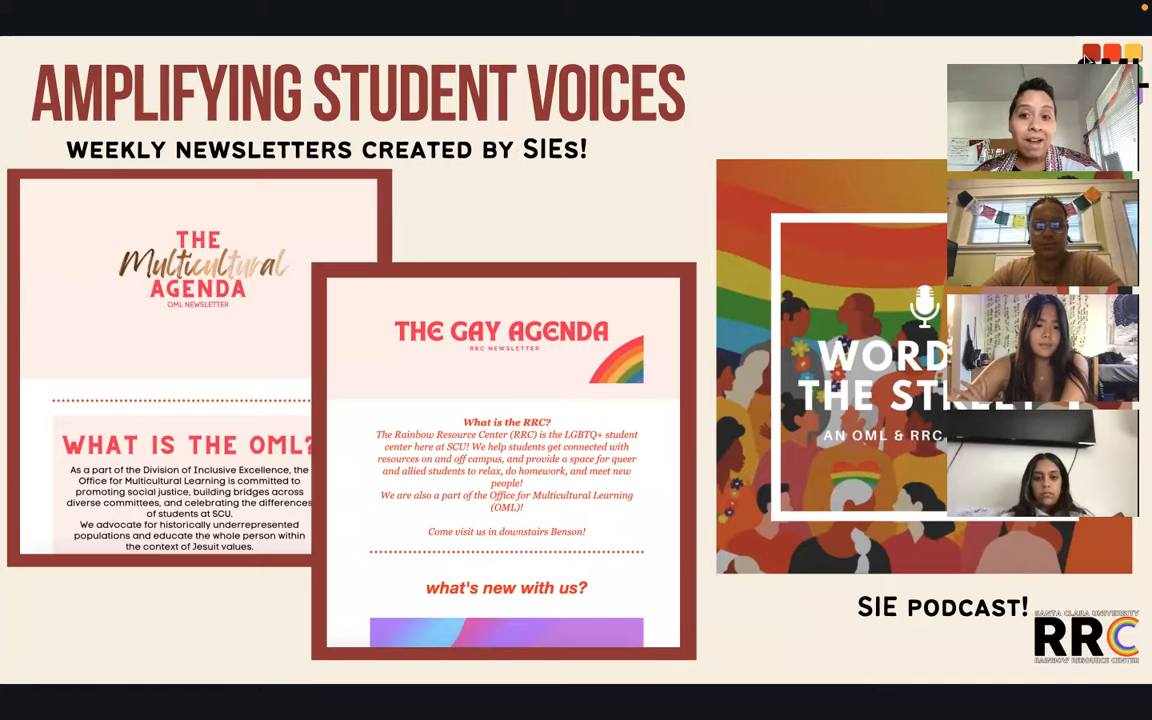 AMPLIFYING STUDENT VOICES
WEEKLY NEWSLETTERS CREATED BY SIEs!
THE
Multicultural
AGENDA
OML NEWSLETTER
WHAT IS THE OML?
As a part of the Division of Inclusive Excellence, the
Office for Multicultural Learning is committed to
promoting social justice, building bridges across
diverse committees, and celebrating the differences
of students at SCU.
We advocate for historically underrepresented
populations and educate the whole person within
the context of Jesuit values.
THE GAY AGENDA
RRC NEWSLETTER
What is the RRC?
The Rainbow Resource Center (RRC) is the LGBTQ+ student
center here at SCU! We help students get connected with
resources on and off campus, and provide a space for queer
and allied students to relax, do homework, and meet new
people!
We are also a part of the Office for Multicultural Learning
(OML)!
Come visit us in downstairs Benson!
what's new with us?
WORD
THE
AN OML & RRC
SIE PODCAST!
SANTA CLARA UNIVERSITY
RRC
RAINBOW RESOURCE CENTER